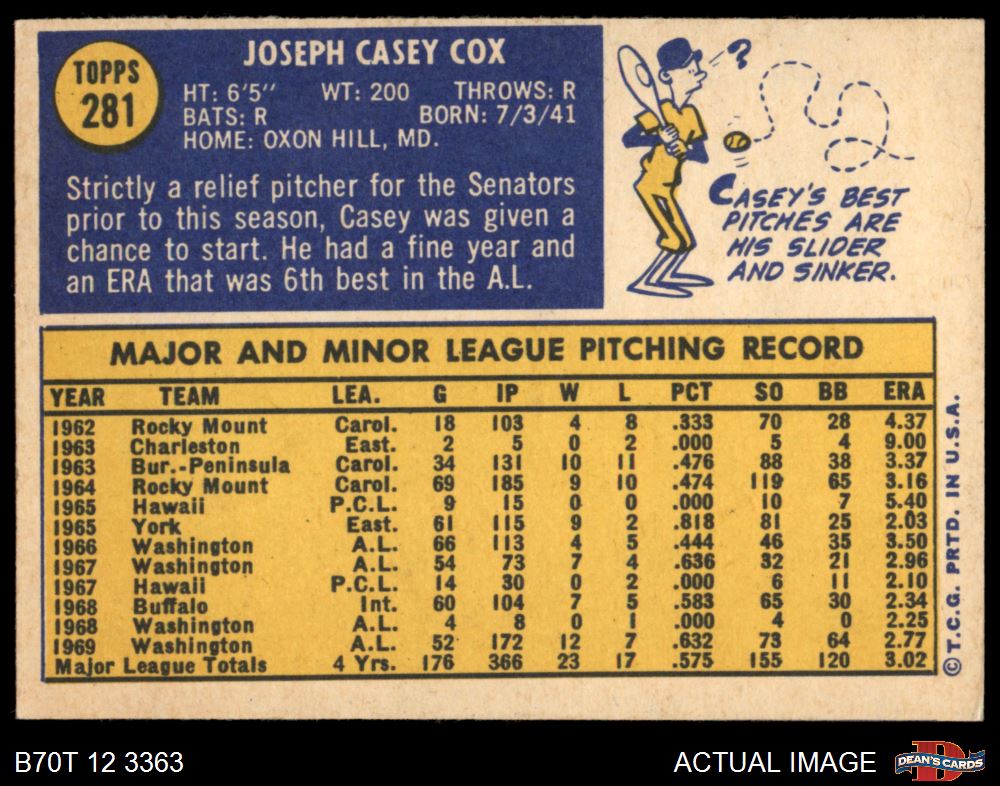 TOPPS
281
JOSEPH CASEY COX
HT: 6'5" WT: 200 THROWS: R
BATS: R BORN: 7/3/41
HOME: OXON HILL, MD.
Strictly a relief pitcher for the Senators
prior to this season, Casey was given a
chance to start. He had a fine year and
an ERA that was 6th best in the A.L.
?
CASEY'S BEST
PITCHES ARE
HIS SLIDER
AND SINKER.
MAJOR AND MINOR LEAGUE PITCHING RECORD
YEAR TEAM LEA. G IP W L PCT SO BB ERA
1962 Rocky Mount Carol. 18 103 4 8 .333 70 28 4.37
1963 Charleston East. 2 5 0 2 .000 5 4 9.00
1963 Bur.-Peninsula Carol. 34 131 10 11 .476 88 38 3.37
1964 Rocky Mount Carol. 69 185 9 10 .474 119 65 3.16
1965 Hawaii P.C.L. 9 15 0 0 .000 10 7 5.40
1965 York East. 61 115 9 2 .818 81 25 2.03
1966 Washington A.L. 66 113 4 5 .444 46 35 3.50
1967 Washington A.L. 54 73 7 4 .636 32 21 2.96
1967 Hawaii P.C.L. 14 30 0 2 .000 6 11 2.10
1968 Buffalo Int. 60 104 7 5 .583 65 30 2.34
1968 Washington A.L. 4 8 0 1 .000 4 0 2.25
1969 Washington A.L. 52 172 12 7 .632 73 64 2.77
Major League Totals 4 Yrs. 176 366 23 17 .575 155 120 3.02
© T.C.G. PRTD. IN U.S.A.
B70T 12 3363
ACTUAL IMAGE
D
DEAN'S CARDS